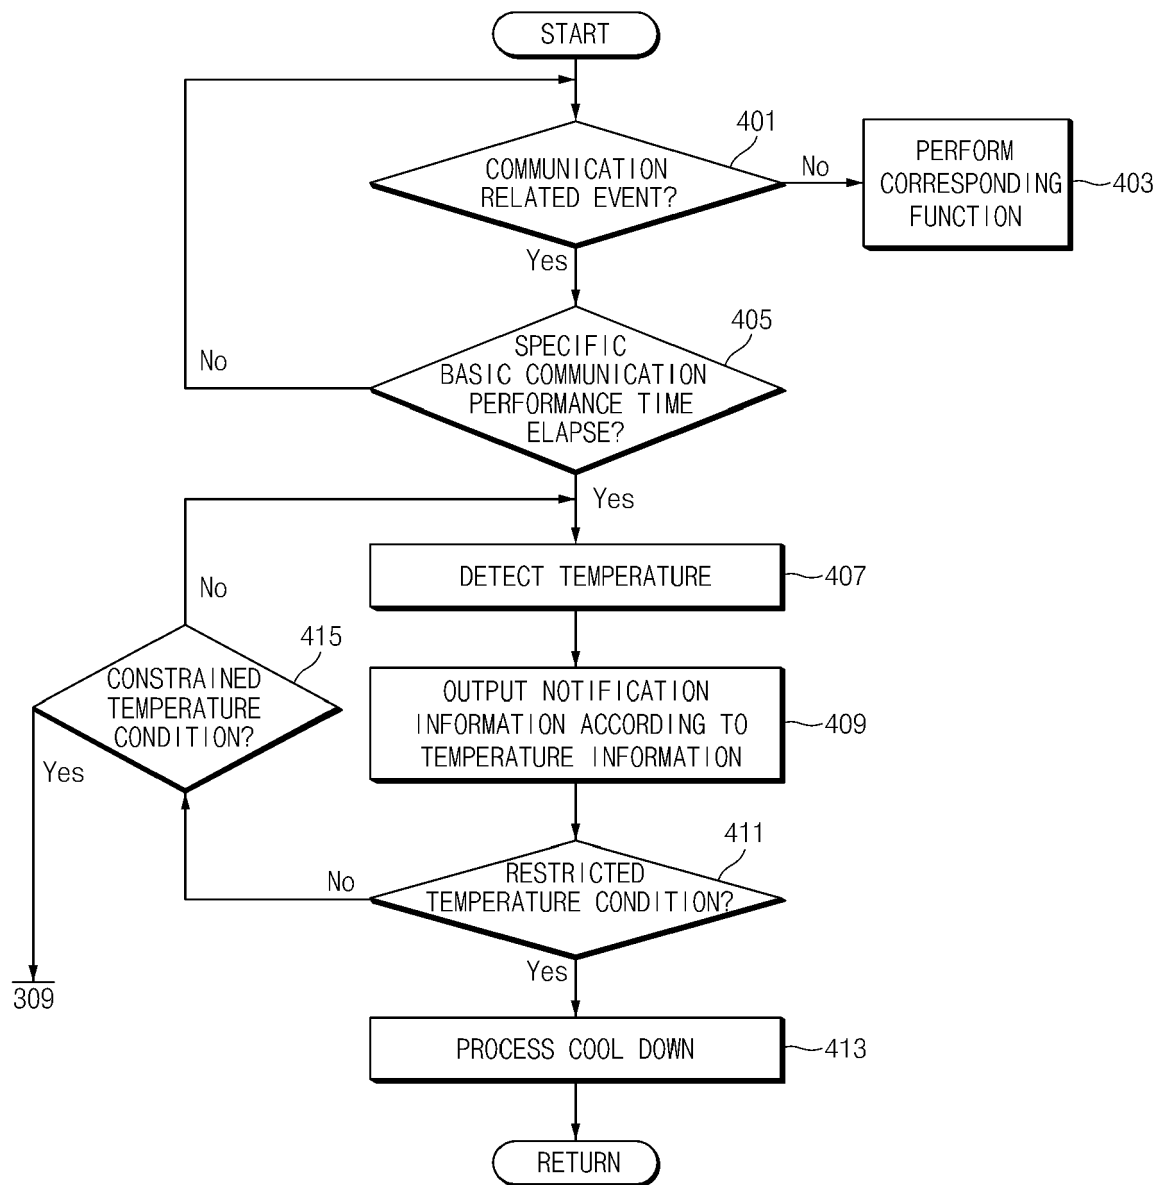 START
401
COMMUNICATION
RELATED EVENT?
No
PERFORM
CORRESPONDING
FUNCTION
403
Yes
405
SPECIFIC
BASIC COMMUNICATION
PERFORMANCE TIME
ELAPSE?
No
Yes
DETECT TEMPERATURE
407
No
415
CONSTRAINED
TEMPERATURE
CONDITION?
Yes
OUTPUT NOTIFICATION
INFORMATION ACCORDING TO
TEMPERATURE INFORMATION
409
411
RESTRICTED
TEMPERATURE CONDITION?
No
Yes
309
PROCESS COOL DOWN
413
RETURN